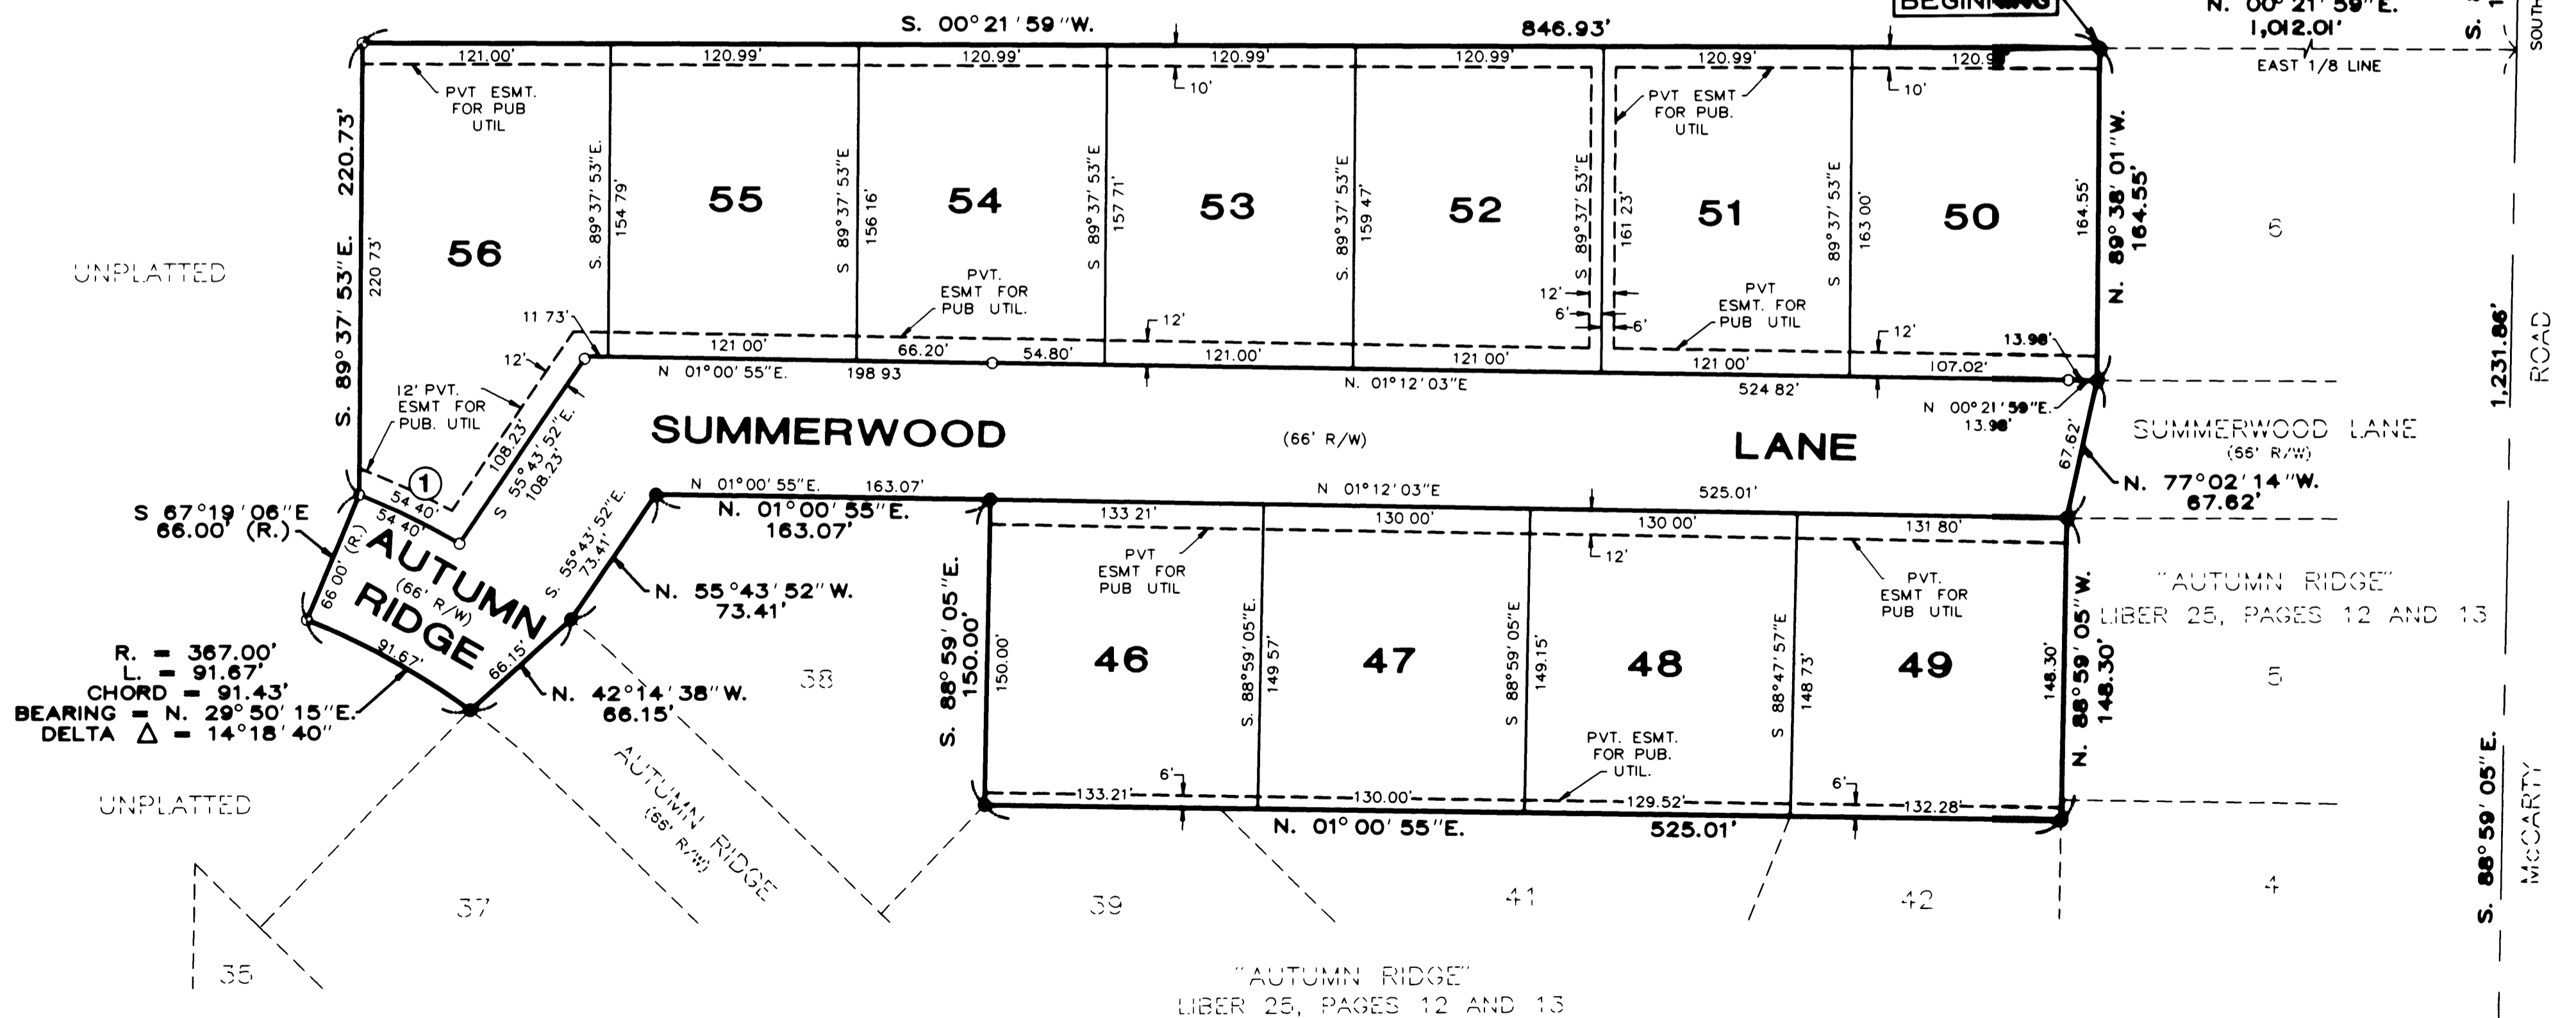 S. 00° 21' 59"W.
846.93'
BEGINNING
N. 00° 21' 59"E.
1,012.01'
EAST 1/8 LINE
S.
SOUTH
121.00'
120.99'
120.99'
120.99'
120.99'
120.99'
PVT ESMT.
FOR PUB
UTIL
10'
PVT ESMT
FOR PUB.
UTIL
10'
S. 89° 37' 53"E. 220.73'
220 73'
S. 89° 37' 53"E.
154 79'
S 89° 37' 53"E
156 16'
S 89° 37' 53"E
157 71'
S. 89° 37' 53"E
159 47'
S 89° 37' 53"E
161 23'
S 89° 37' 53"E
163 00'
164.55'
N. 89° 38' 01"W.
164.55'
56
55
54
53
52
51
50
6
UNPLATTED
PVT.
ESMT FOR
PUB UTIL.
12'
6'
6'
PVT
ESMT. FOR
PUB UTIL
12'
12'
11 73'
121 00'
66.20'
54.80'
121.00'
121 00'
121 00'
107.02'
13.98'
N 01° 00' 55"E.
198 93
N. 01° 12' 03"E
524 82'
N 00° 21' 59"E.
13.98'
12'
12' PVT.
ESMT FOR
PUB. UTIL
108.23'
S 55° 43' 52"E.
108.23'
1
54 40'
54 40'
SUMMERWOOD
(66' R/W)
LANE
67.62'
N. 77° 02' 14"W.
67.62'
SUMMERWOOD LANE
(66' R/W)
1,231.86'
ROAD
S 67° 19' 06"E
66.00' (R.)
66 00' (R.)
AUTUMN
(66' R/W)
RIDGE
91.67'
66.15'
S. 55° 43' 52"E.
73.41'
N. 55° 43' 52"W.
73.41'
N 01° 00' 55"E.
163.07'
N. 01° 00' 55"E.
163.07'
N 01° 12' 03"E
525.01'
133 21'
130 00'
130 00'
131 80'
PVT
ESMT FOR
PUB UTIL
12'
PVT.
ESMT FOR
PUB UTIL
S. 88° 59' 05"E.
150.00'
150.00'
S. 88° 59' 05"E.
149.57'
S 88° 59' 05"E
149.15'
S 88° 47' 57"E
148 73'
148.30'
N. 88° 59' 05"W.
148.30'
46
47
48
49
"AUTUMN RIDGE"
LIBER 25, PAGES 12 AND 13
5
R. = 367.00'
L. = 91.67'
CHORD = 91.43'
BEARING = N. 29° 50' 15"E.
DELTA Δ = 14° 18' 40"
N. 42° 14' 38"W.
66.15'
38
AUTUMN RIDGE
(66' R/W)
UNPLATTED
PVT. ESMT.
FOR PUB.
UTIL.
6'
6'
133.21'
130.00'
129.52'
132.28'
N. 01° 00' 55"E.
525.01'
S. 88° 59' 05"E.
McCARTY
37
39
41
42
4
35
"AUTUMN RIDGE"
LIBER 25, PAGES 12 AND 13